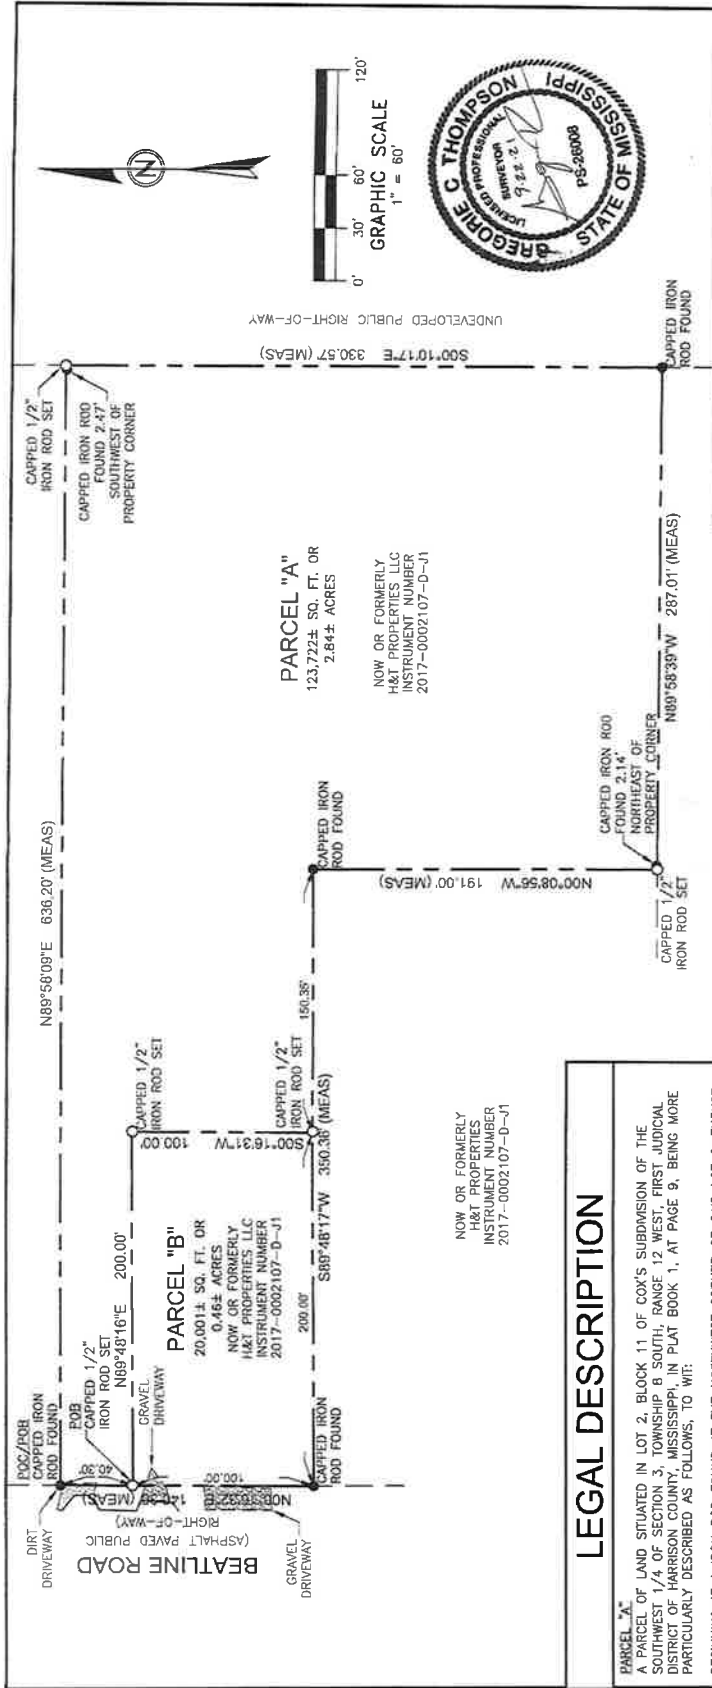 POC/POB
CAPPED IRON
ROD FOUND
DIRT
DRIVEWAY
40.30'
POB
CAPPED 1/2"
IRON ROD SET
N89°48'16"E 200.00'
GRAVEL
DRIVEWAY
BEATLINE ROAD
(ASPHALT PAVED PUBLIC
RIGHT-OF-WAY)
(MEAS)
100.00'
GRAVEL
DRIVEWAY
CAPPED IRON
ROD FOUND
PARCEL "B"
20,001± SQ. FT. OR
0.46± ACRES
NOW OR FORMERLY
H&T PROPERTIES LLC
INSTRUMENT NUMBER
2017-0002107-D-J1
200.00'
S89°48'17"W 350.36' (MEAS)
CAPPED 1/2"
IRON ROD SET
S00°16'31"W 100.00'
CAPPED 1/2"
IRON ROD SET
150.35'
N89°58'09"E 636.20' (MEAS)
CAPPED 1/2"
IRON ROD SET
CAPPED IRON ROD
FOUND 2.47'
SOUTHWEST OF
PROPERTY CORNER
PARCEL "A"
123,722± SQ. FT. OR
2.84± ACRES
NOW OR FORMERLY
H&T PROPERTIES LLC
INSTRUMENT NUMBER
2017-0002107-D-J1
CAPPED IRON
ROD FOUND
N00°08'56"W 191.00' (MEAS)
CAPPED IRON ROD
FOUND 2.14'
NORTHEAST OF
PROPERTY CORNER
CAPPED 1/2"
IRON ROD SET
N89°58'39"W 287.01' (MEAS)
CAPPED IRON
ROD FOUND
S00°10'17"E 330.57' (MEAS)
UNDEVELOPED PUBLIC RIGHT-OF-WAY
NOW OR FORMERLY
H&T PROPERTIES
INSTRUMENT NUMBER
2017-0002107-D-J1
N
0' 30' 60' 120'
GRAPHIC SCALE
1" = 60'
GREGORIE C THOMPSON
LICENSED PROFESSIONAL
SURVEYOR
9.22.21
PS-26008
STATE OF MISSISSIPPI
LEGAL DESCRIPTION
PARCEL "A"
A PARCEL OF LAND SITUATED IN LOT 2, BLOCK 11 OF COX'S SUBDIVISION OF THE
SOUTHWEST 1/4 OF SECTION 3, TOWNSHIP 8 SOUTH, RANGE 12 WEST, FIRST JUDICIAL
DISTRICT OF HARRISON COUNTY, MISSISSIPPI, IN PLAT BOOK 1, AT PAGE 9, BEING MORE
PARTICULARLY DESCRIBED AS FOLLOWS, TO WIT: